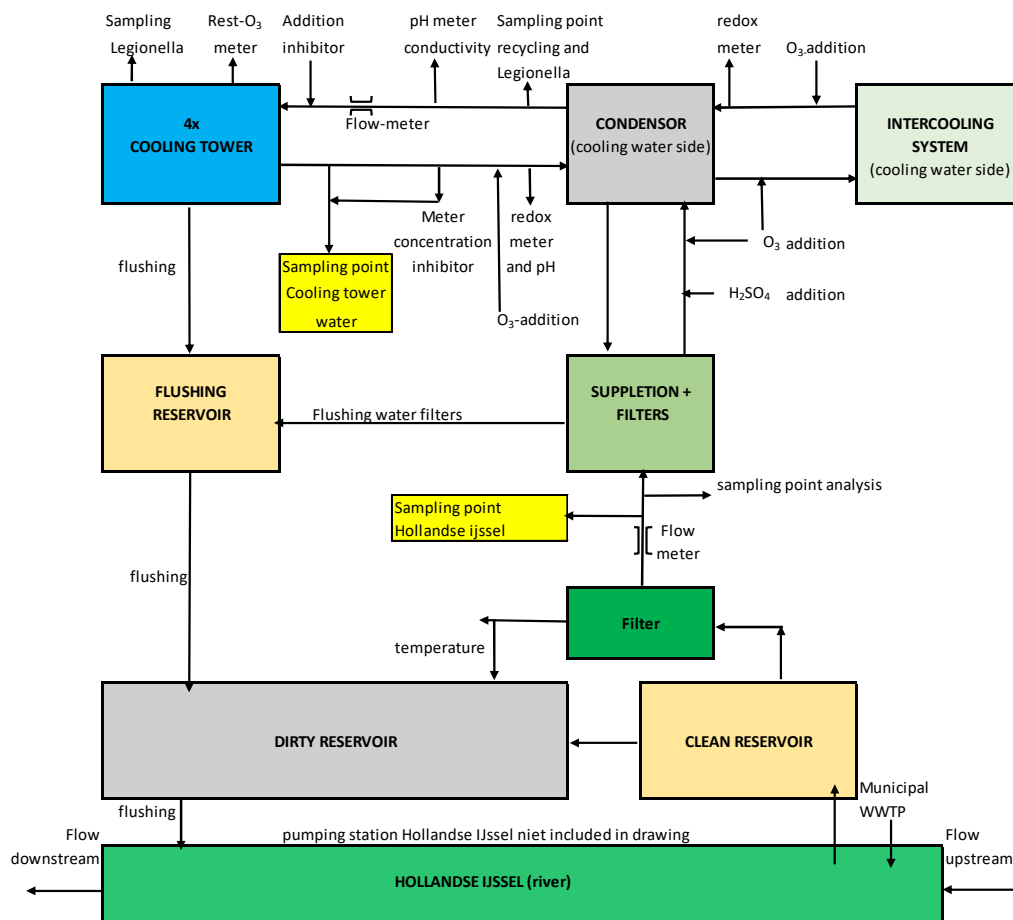 Sampling
Legionella
Rest-O₃
meter
Addition
inhibitor
pH meter
conductivity
Sampling point
recycling and
Legionella
redox
meter
O₃-addition
4x
COOLING TOWER
Flow-meter
CONDENSOR
(cooling water side)
INTERCOOLING
SYSTEM
(cooling water side)
Meter
concentration
inhibitor
redox
meter
and pH
O₃ addition
flushing
Sampling point
Cooling tower
water
H₂SO₄ addition
O₃-addition
FLUSHING
RESERVOIR
Flushing water filters
SUPPLETION +
FILTERS
sampling point analysis
Sampling point
Hollandse ijssel
Flow
meter
flushing
Filter
temperature
DIRTY RESERVOIR
CLEAN RESERVOIR
flushing
Municipal
WWTP
pumping station Hollandse IJssel niet included in drawing
Flow
downstream
Flow
upstream
HOLLANDSE IJSSEL (river)